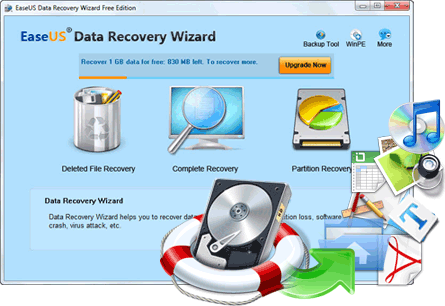 EaseUS Data Recovery Wizard Free Edition
EaseUS® Data Recovery Wizard
Backup Tool WinPE More
Recover 1 GB data for free: 830 MB left. To recover more. Upgrade Now
Deleted File Recovery Complete Recovery Partition Recovery
Data Recovery Wizard
Data Recovery Wizard helps you to recover dat tion loss, software
crash, virus attack, etc.
T